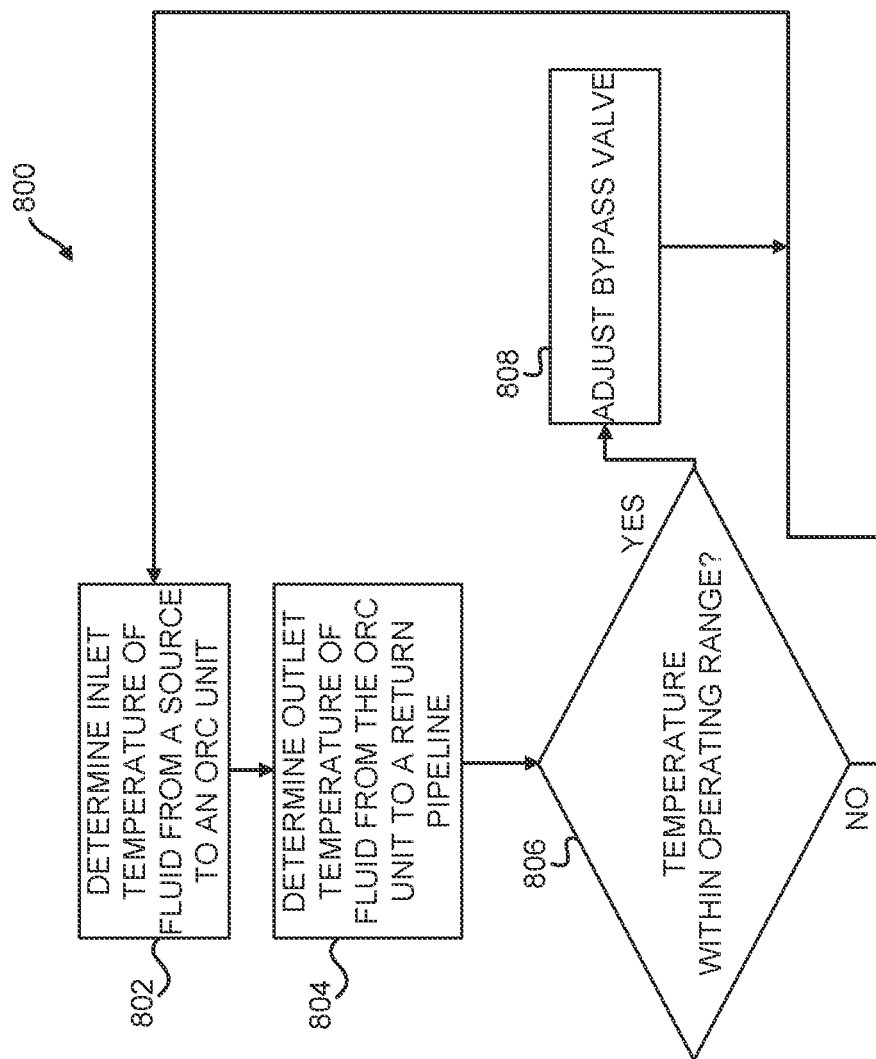 800
DETERMINE INLET
TEMPERATURE OF
FLUID FROM A SOURCE
TO AN ORC UNIT
802
DETERMINE OUTLET
TEMPERATURE OF
FLUID FROM THE ORC
UNIT TO A RETURN
PIPELINE
804
TEMPERATURE
WITHIN OPERATING RANGE?
806
YES
NO
808
ADJUST BYPASS VALVE